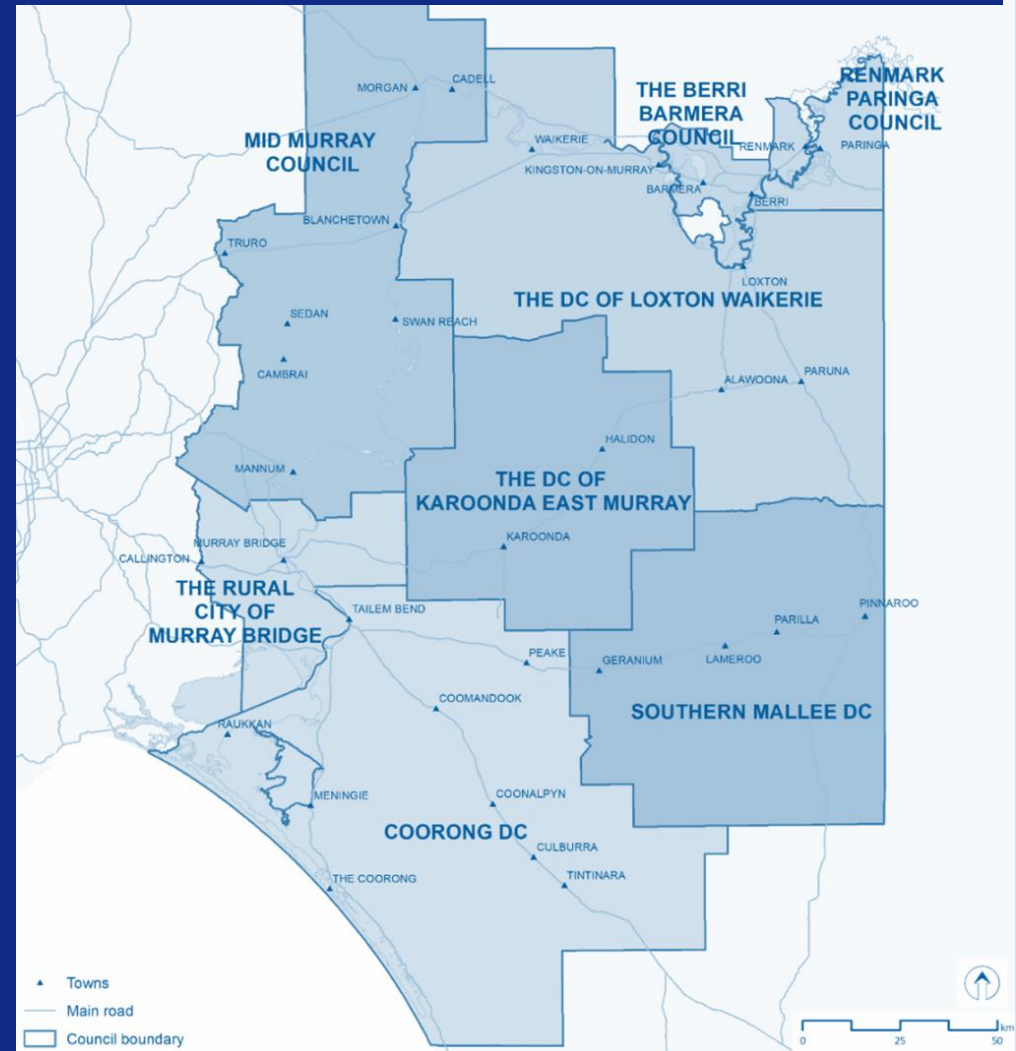 CADELL
MORGAN
THE BERRI
BARMERA
COUNCIL
RENMARK
PARINGA
COUNCIL
MID MURRAY
COUNCIL
WAIKERIE
RENMARK
PARINGA
KINGSTON-ON-MURRAY
BARMERA
BERRI
BLANCHETOWN
TRURO
LOXTON
THE DC OF LOXTON WAIKERIE
SEDAN
SWAN REACH
CAMBRAI
ALAWOONA
PARUNA
HALIDON
MANNUM
THE DC OF
KAROONDA EAST MURRAY
KAROONDA
MURRAY BRIDGE
CALLINGTON
THE RURAL
CITY OF
MURRAY BRIDGE
TAILEM BEND
PINNAROO
PARILLA
PEAKE
GERANIUM
LAMEROO
COOMANDOOK
SOUTHERN MALLEE DC
RAUKKAN
MENINGIE
COONALPYN
COORONG DC
CULBURRA
TINTINARA
THE COORONG
Towns
Main road
Council boundary
km
0 25 50